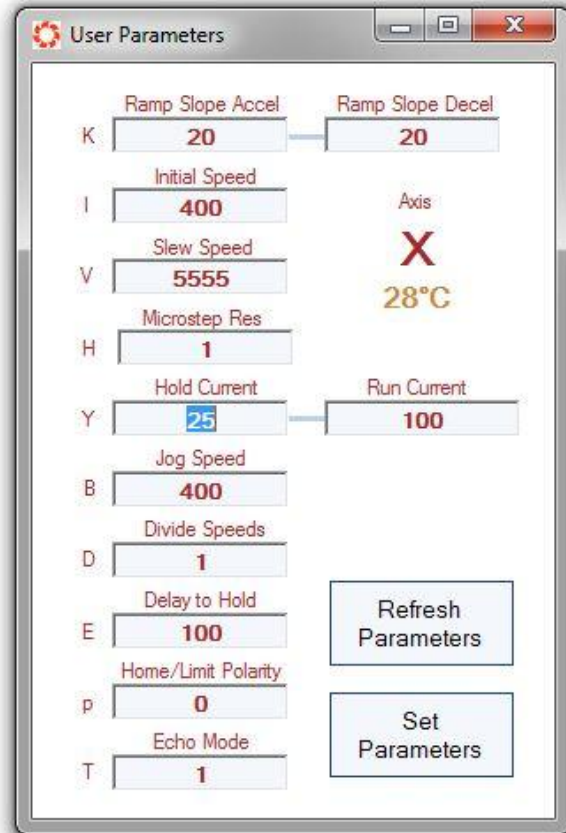 User Parameters
Ramp Slope Accel Ramp Slope Decel
K 20 20
Initial Speed
I 400
Axis
X
28°C
Slew Speed
V 5555
Microstep Res
H 1
Hold Current Run Current
Y 25 100
Jog Speed
B 400
Divide Speeds
D 1
Delay to Hold
E 100
Refresh
Parameters
Home/Limit Polarity
p 0
Echo Mode
T 1
Set
Parameters